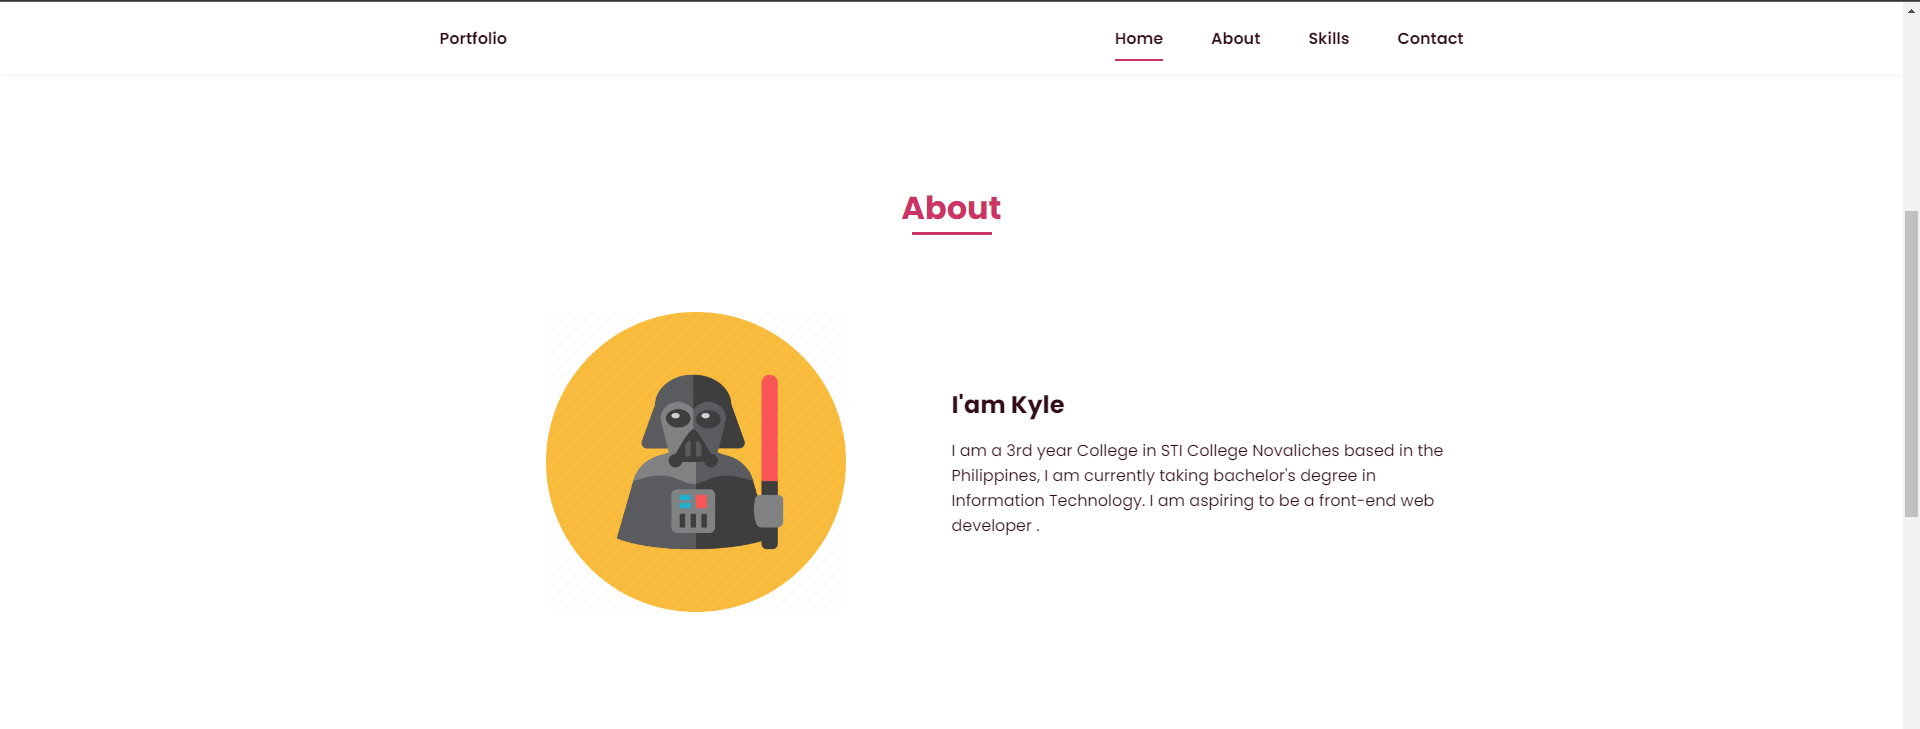 Portfolio
Home
About
Skills
Contact
About
I'am Kyle
I am a 3rd year College in STI College Novaliches based in the
Philippines, I am currently taking bachelor's degree in
Information Technology. I am aspiring to be a front-end web
developer .